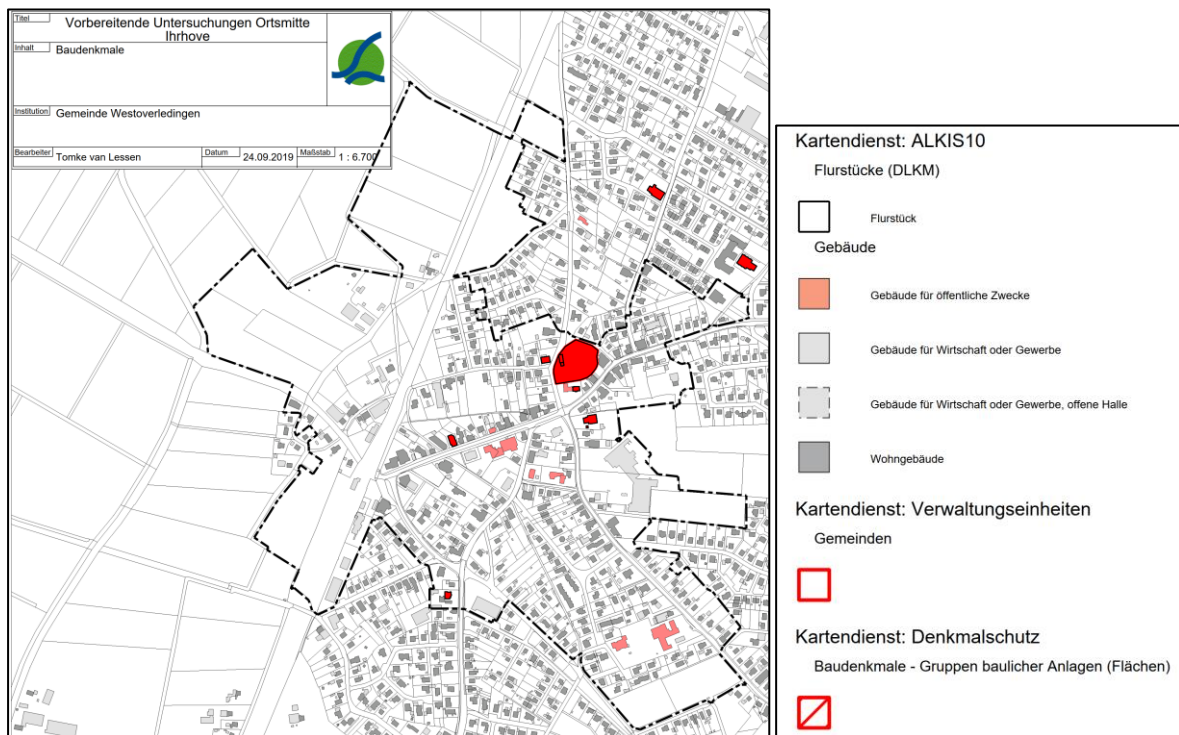 Titel
Vorbereitende Untersuchungen Ortsmitte
Ihrhove
Inhalt
Baudenkmale
Institution
Gemeinde Westoverledingen
Bearbeiter
Tomke van Lessen
Datum
24.09.2019
Maßstab
1 : 6.700
Kartendienst: ALKIS10
Flurstücke (DLKM)
Flurstück
Gebäude
Gebäude für öffentliche Zwecke
Gebäude für Wirtschaft oder Gewerbe
Gebäude für Wirtschaft oder Gewerbe, offene Halle
Wohngebäude
Kartendienst: Verwaltungseinheiten
Gemeinden
Kartendienst: Denkmalschutz
Baudenkmale - Gruppen baulicher Anlagen (Flächen)